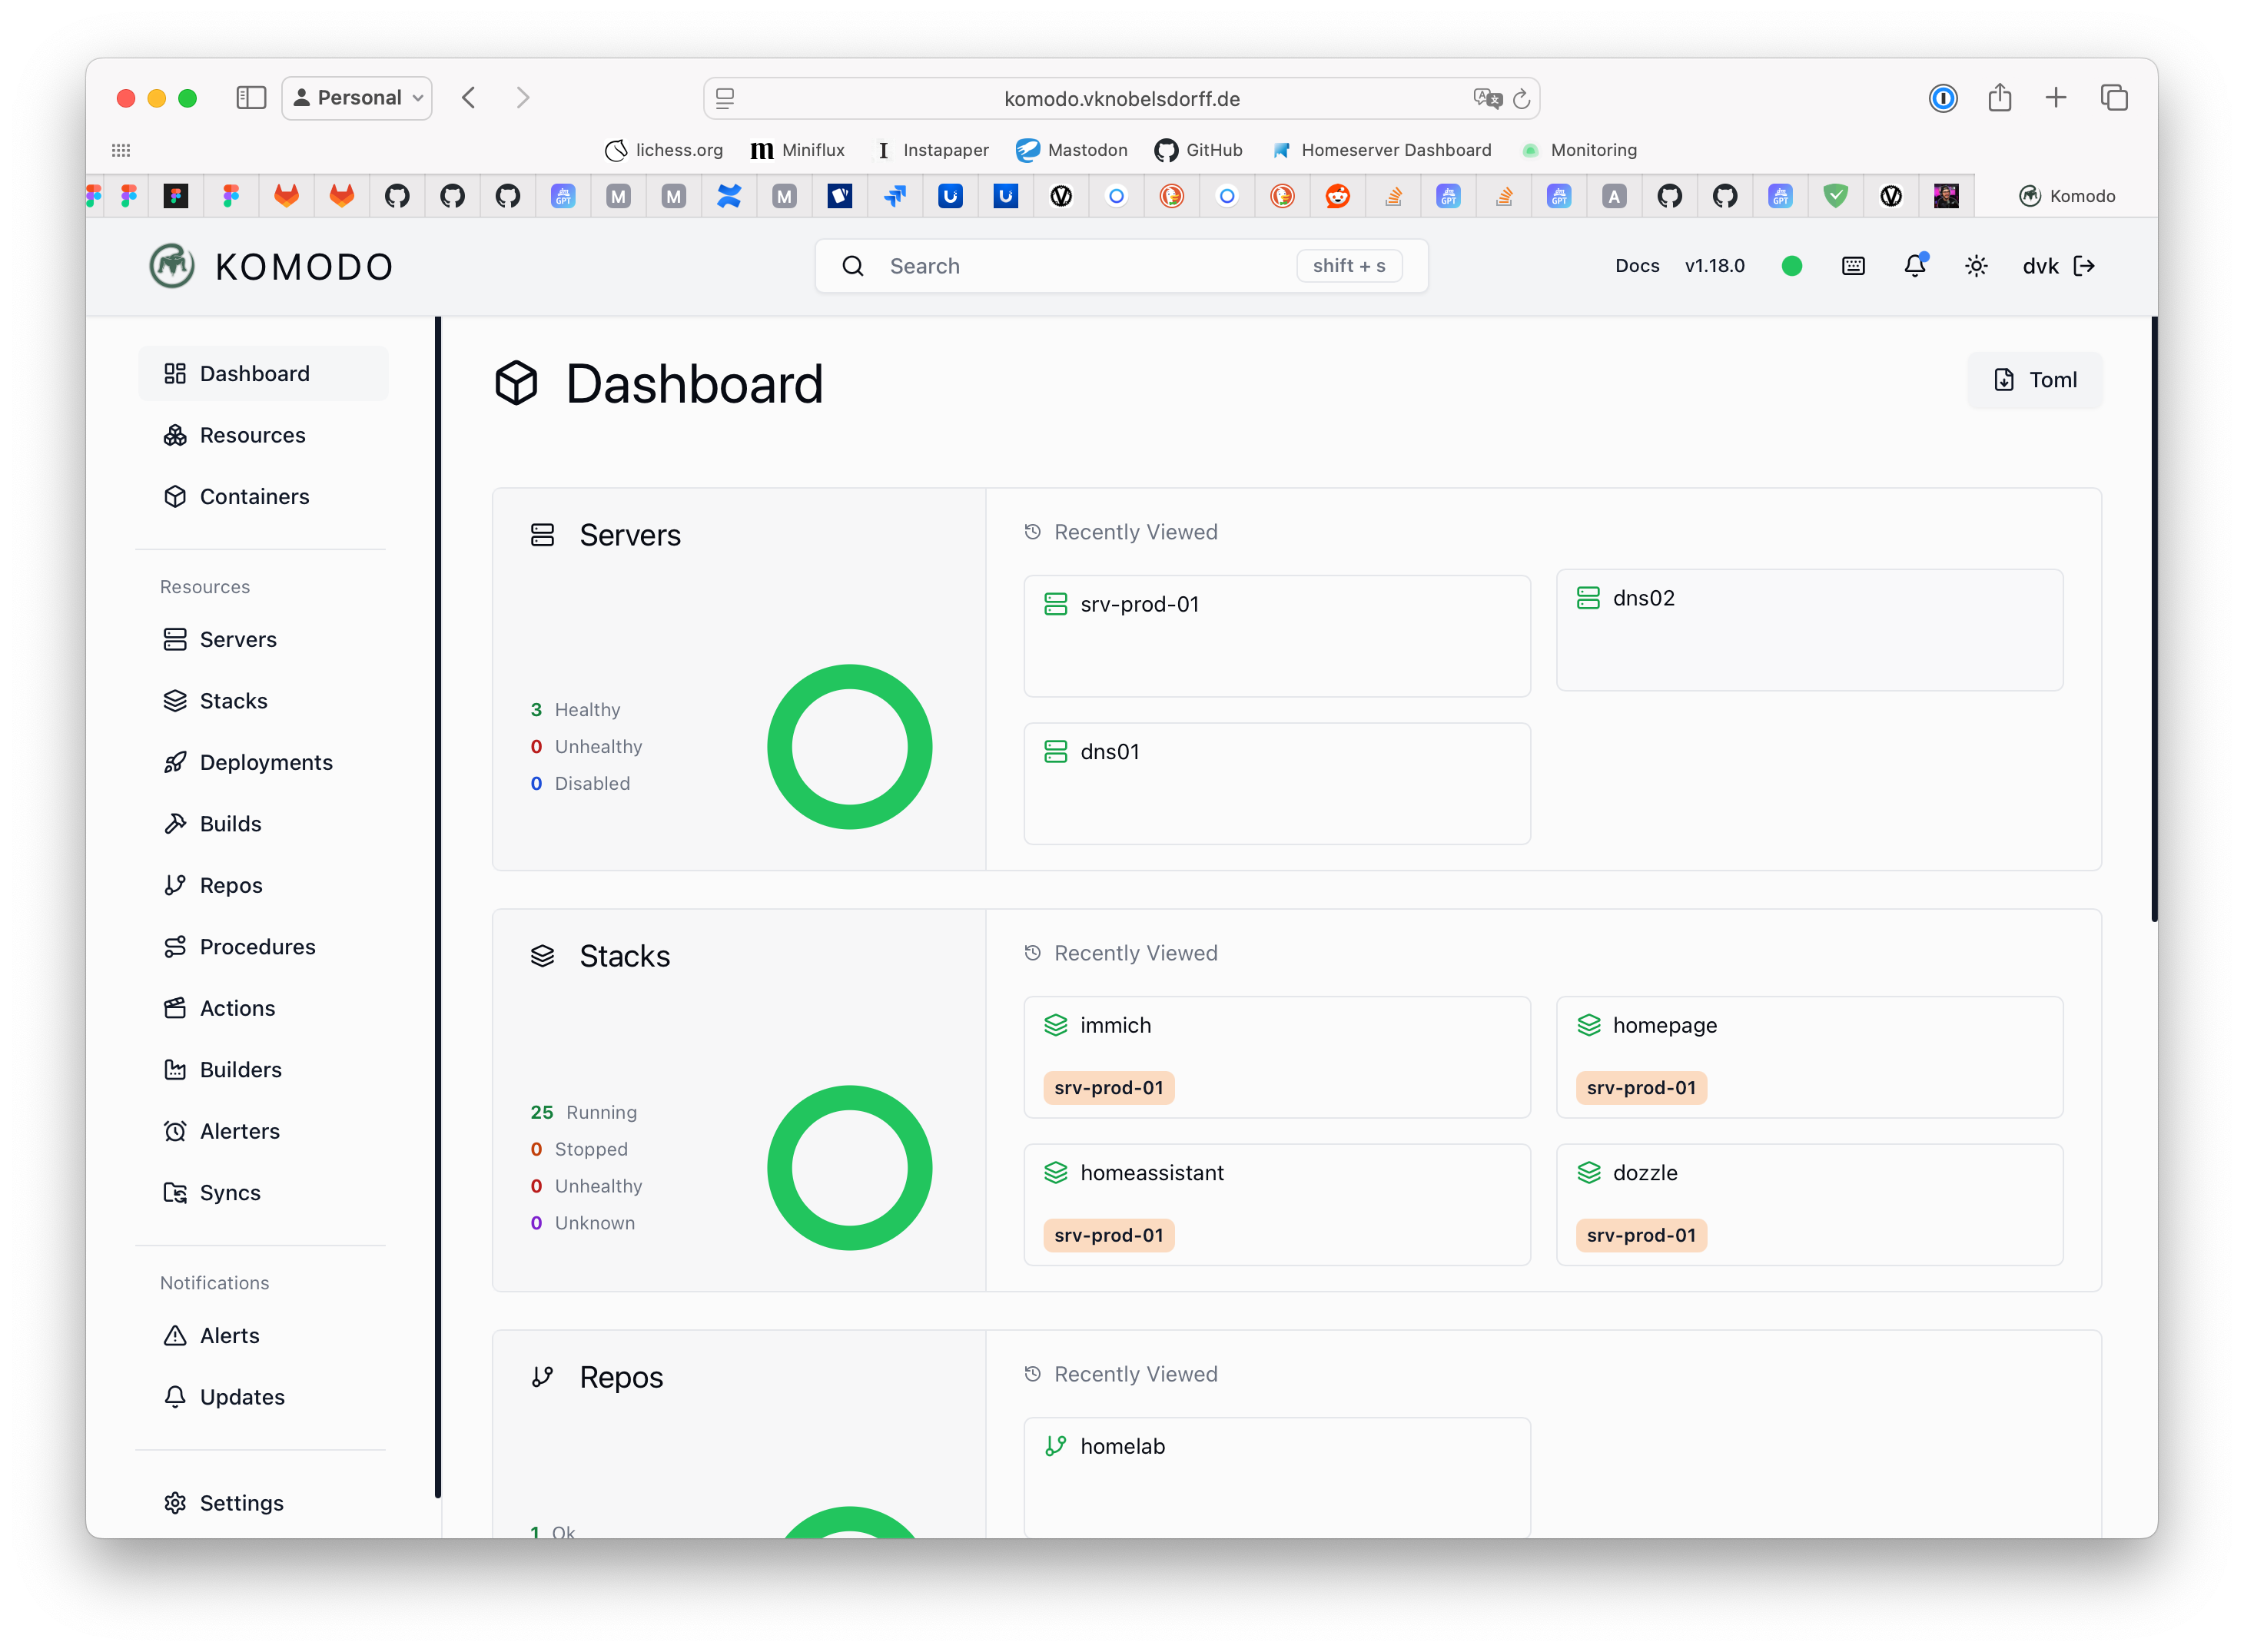 Personal
komodo.vknobelsdorff.de
lichess.org
Miniflux
Instapaper
Mastodon
GitHub
Homeserver Dashboard
Monitoring
Komodo
KOMODO
Search
shift + s
Docs
v1.18.0
dvk
Dashboard
Resources
Containers
Resources
Servers
Stacks
Deployments
Builds
Repos
Procedures
Actions
Builders
Alerters
Syncs
Notifications
Alerts
Updates
Settings
Dashboard
Toml
Servers
3 Healthy
0 Unhealthy
0 Disabled
Recently Viewed
srv-prod-01
dns02
dns01
Stacks
25 Running
0 Stopped
0 Unhealthy
0 Unknown
Recently Viewed
immich
srv-prod-01
homepage
srv-prod-01
homeassistant
srv-prod-01
dozzle
srv-prod-01
Repos
1 Ok
Recently Viewed
homelab